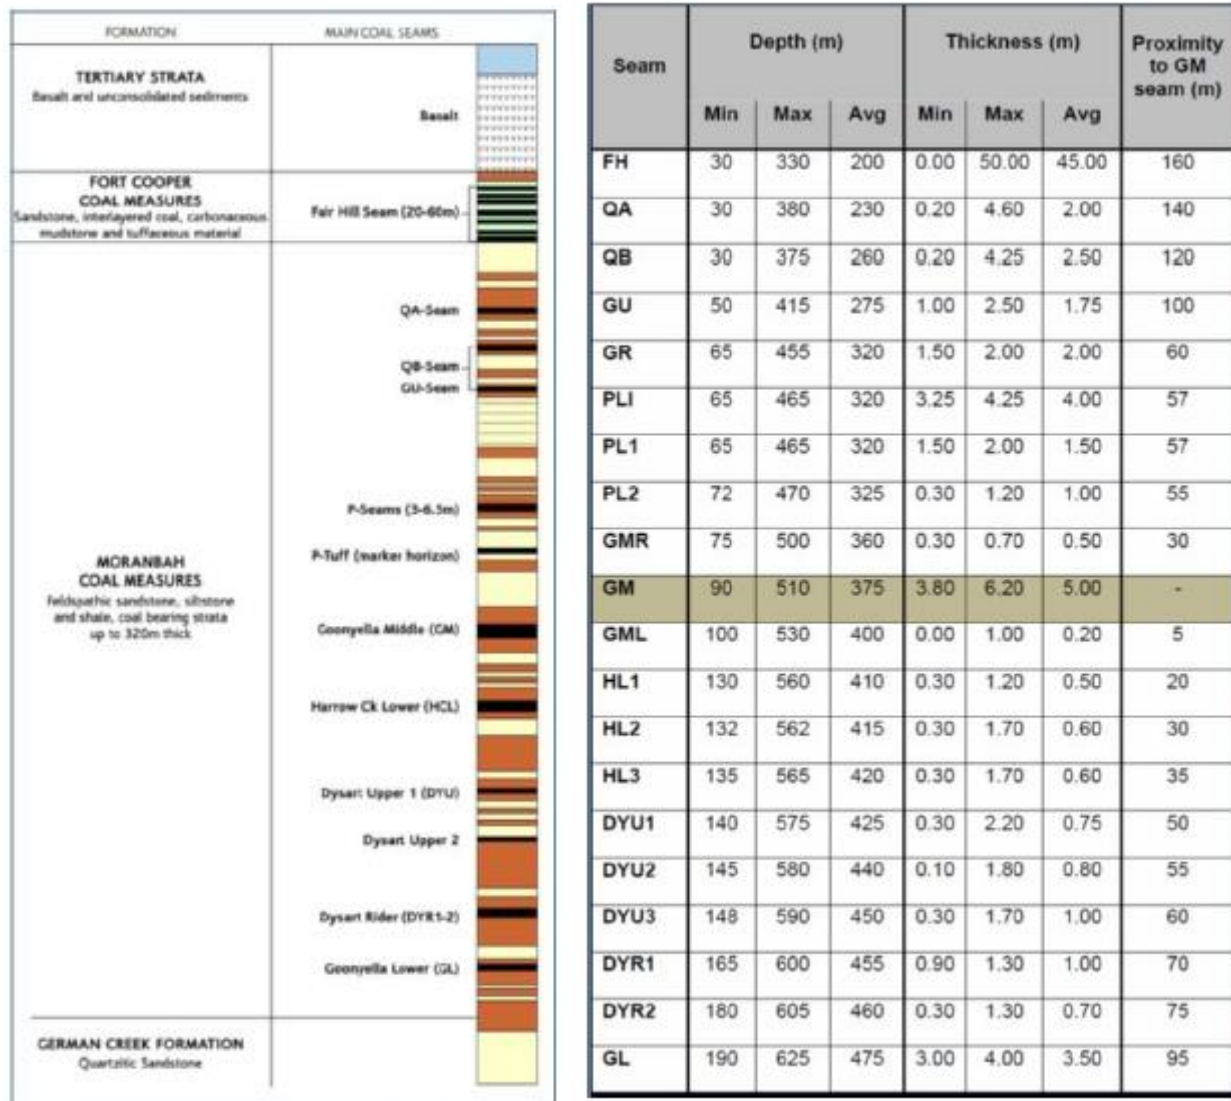 FORMATION MAIN COAL SEAMS
TERTIARY STRATA
Basalt and unconsolidated sediments
Basalt
FORT COOPER
COAL MEASURES
Sandstone, interlayered coal, carbonaceous
mudstone and tuffaceous material
Fair Hill Seam (20-60m)
QA-Seam
QB-Seam
GU-Seam
P-Seams (3-6.5m)
P-Tuff (marker horizon)
MORANBAH
COAL MEASURES
Feldspathic sandstone, siltstone
and shale, coal bearing strata
up to 320m thick
Goonyella Middle (GM)
Harrow Ck Lower (HCL)
Dysart Upper 1 (DYU)
Dysart Upper 2
Dysart Rider (DYR1-2)
Goonyella Lower (GL)
GERMAN CREEK FORMATION
Quartzitic Sandstone
Seam Depth (m) Thickness (m) Proximity to GM seam (m)
Min Max Avg Min Max Avg
FH 30 330 200 0.00 50.00 45.00 160
QA 30 380 230 0.20 4.60 2.00 140
QB 30 375 260 0.20 4.25 2.50 120
GU 50 415 275 1.00 2.50 1.75 100
GR 65 455 320 1.50 2.00 2.00 60
PLI 65 465 320 3.25 4.25 4.00 57
PL1 65 465 320 1.50 2.00 1.50 57
PL2 72 470 325 0.30 1.20 1.00 55
GMR 75 500 360 0.30 0.70 0.50 30
GM 90 510 375 3.80 6.20 5.00 -
GML 100 530 400 0.00 1.00 0.20 5
HL1 130 560 410 0.30 1.20 0.50 20
HL2 132 562 415 0.30 1.70 0.60 30
HL3 135 565 420 0.30 1.70 0.60 35
DYU1 140 575 425 0.30 2.20 0.75 50
DYU2 145 580 440 0.10 1.80 0.80 55
DYU3 148 590 450 0.30 1.70 1.00 60
DYR1 165 600 455 0.90 1.30 1.00 70
DYR2 180 605 460 0.30 1.30 0.70 75
GL 190 625 475 3.00 4.00 3.50 95